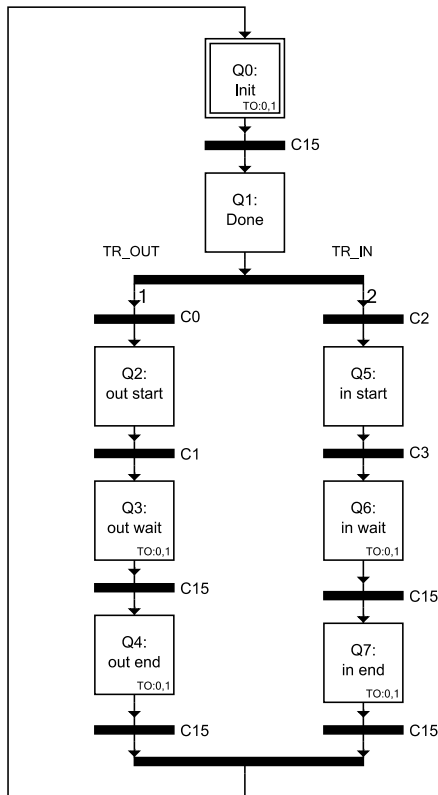 Q0:
Init
TO:0,1
C15
Q1:
Done
TR_OUT
TR_IN
1
2
C0
C2
Q2:
out start
Q5:
in start
C1
C3
Q3:
out wait
TO:0,1
Q6:
in wait
TO:0,1
C15
C15
Q4:
out end
TO:0,1
Q7:
in end
TO:0,1
C15
C15